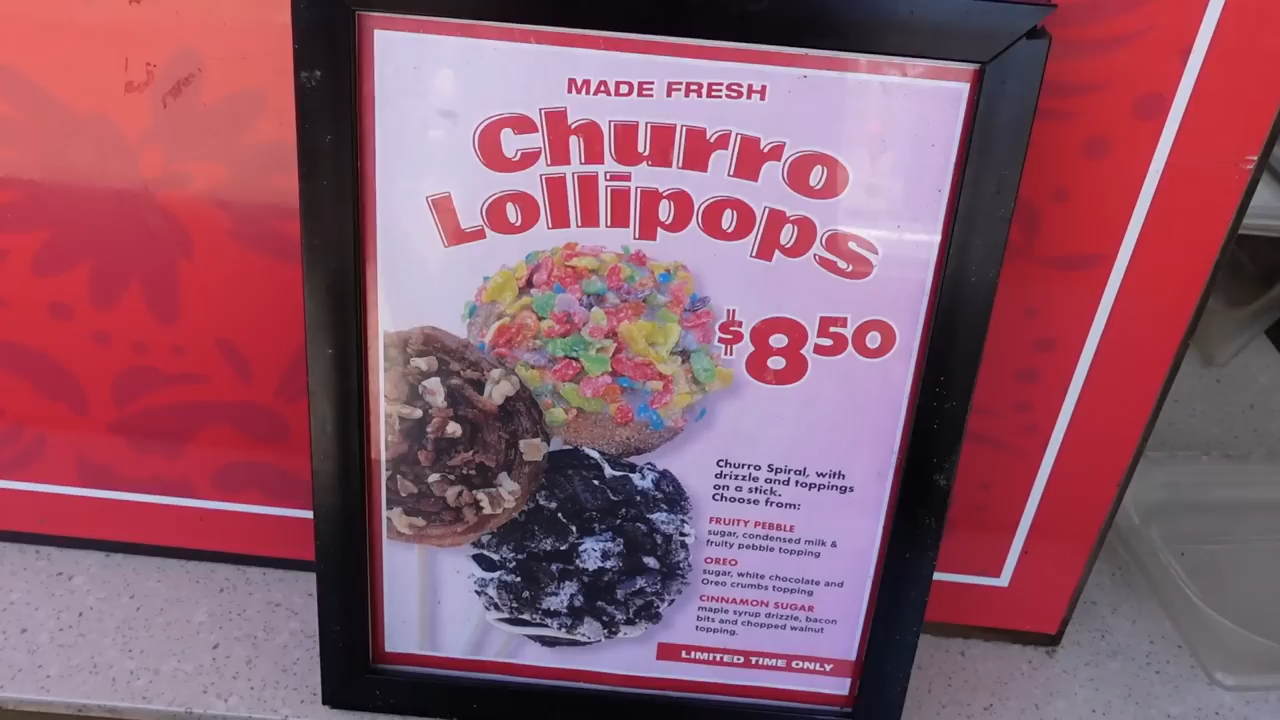 MADE FRESH
Churro
Lollipops
$8.50
Churro Spiral, with
drizzle and toppings
on a stick.
Choose from:
FRUITY PEBBLE
sugar, condensed milk &
fruity pebble topping
OREO
sugar, white chocolate and
Oreo crumbs topping
CINNAMON SUGAR
maple syrup drizzle, bacon
bits and chopped walnut
topping.
LIMITED TIME ONLY